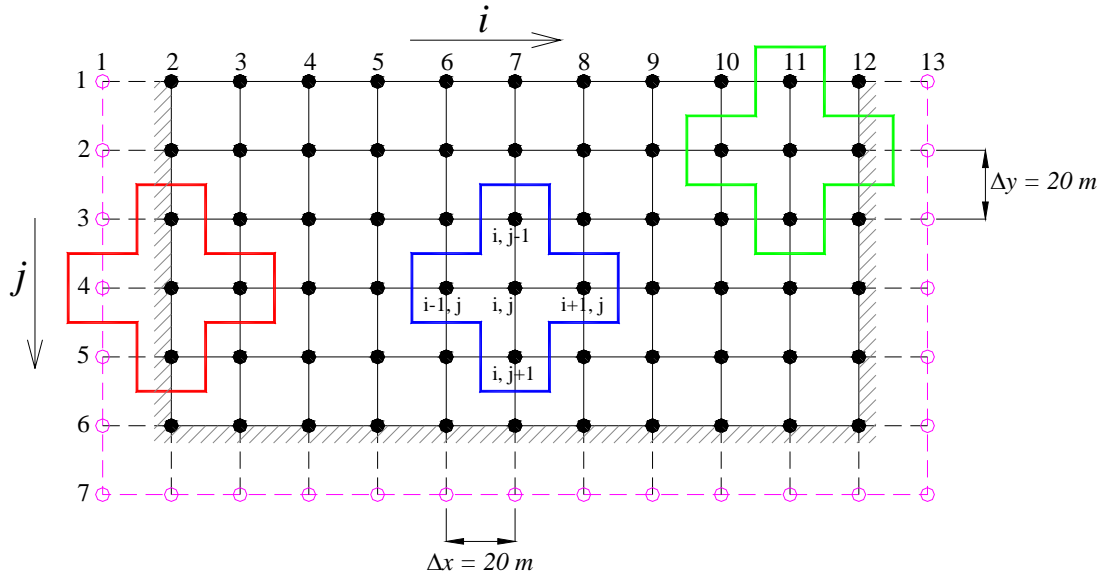 i
1 2 3 4 5 6 7 8 9 10 11 12 13
1
2
Δy = 20 m
3
i, j-1
j
4
i-1, j i, j i+1, j
5
i, j+1
6
7
Δx = 20 m